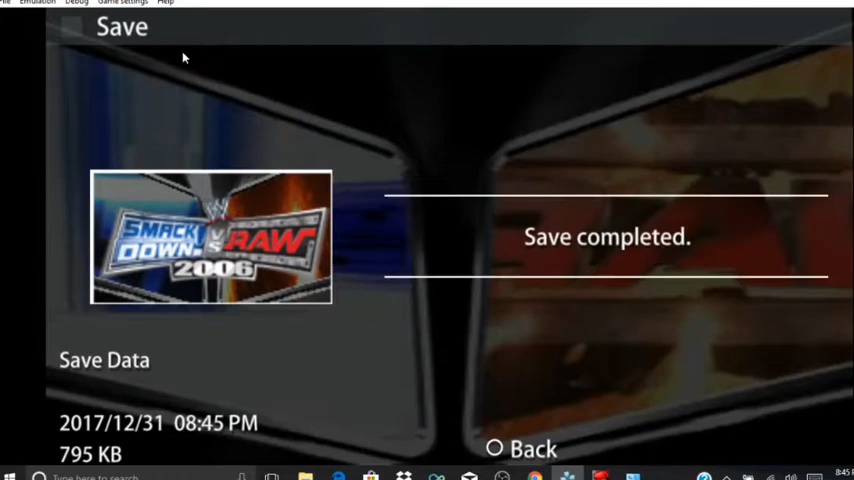 File Emulation Debug Game settings Help
Save
SMACK
DOWN! VS RAW
2006
Save completed.
Save Data
2017/12/31 08:45 PM
795 KB
Back
Type here to search
8:45